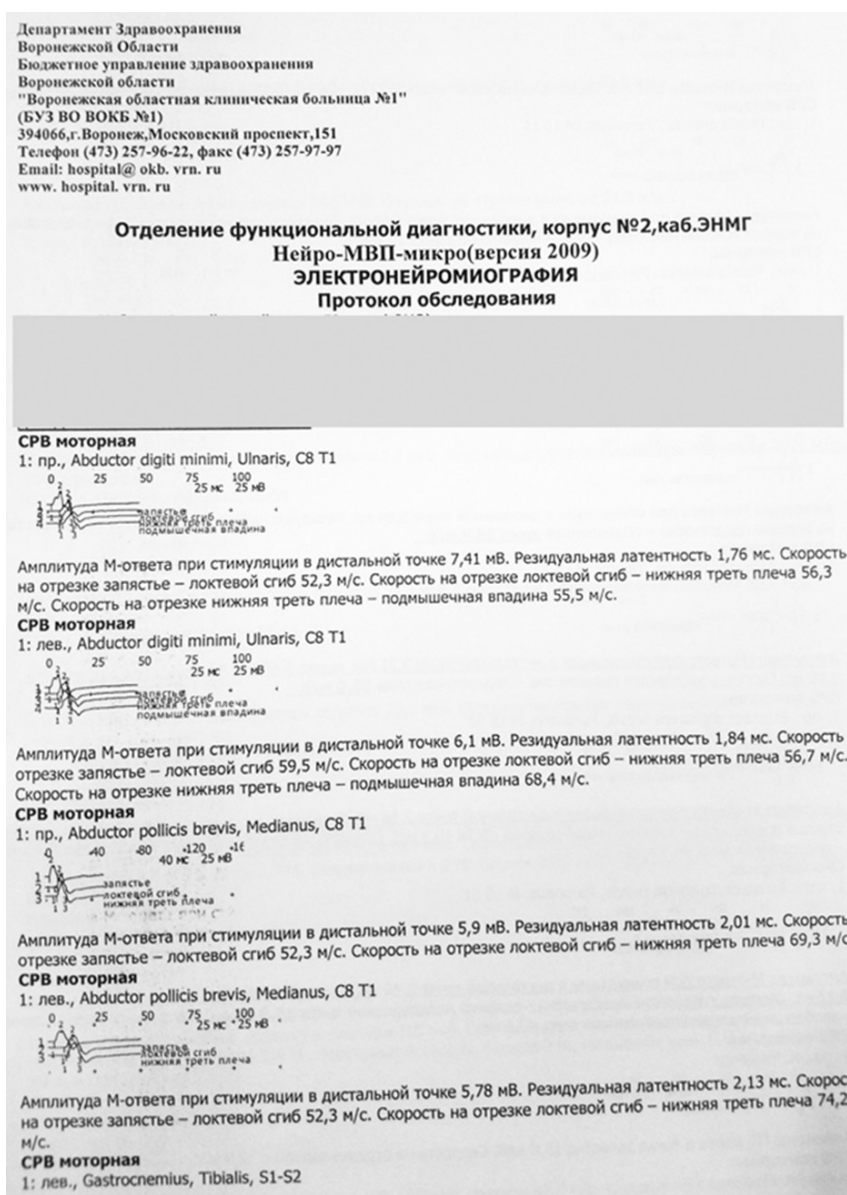 Департамент Здравоохранения
Воронежской Области
Бюджетное управление здравоохранения
Воронежской области
"Воронежская областная клиническая больница №1"
(БУЗ ВО ВОКБ №1)
394066,г.Воронеж,Московский проспект,151
Телефон (473) 257-96-22, факс (473) 257-97-97
Email: hospital@ okb. vrn. ru
www. hospital. vrn. ru
Отделение функциональной диагностики, корпус №2,каб.ЭНМГ
Нейро-МВП-микро(версия 2009)
ЭЛЕКТРОНЕЙРОМИОГРАФИЯ
Протокол обследования
СРВ моторная
1: пр., Abductor digiti minimi, Ulnaris, C8 T1
0 25 50 75 100
25 мс 25 мВ
запястье
локтевой сгиб
нижняя треть плеча
подмышечная впадина
Амплитуда М-ответа при стимуляции в дистальной точке 7,41 мВ. Резидуальная латентность 1,76 мс. Скорость
на отрезке запястье – локтевой сгиб 52,3 м/с. Скорость на отрезке локтевой сгиб – нижняя треть плеча 56,3
м/с. Скорость на отрезке нижняя треть плеча – подмышечная впадина 55,5 м/с.
СРВ моторная
1: лев., Abductor digiti minimi, Ulnaris, C8 T1
0 25 50 75 100
25 мс 25 мВ
запястье
локтевой сгиб
нижняя треть плеча
подмышечная впадина
Амплитуда М-ответа при стимуляции в дистальной точке 6,1 мВ. Резидуальная латентность 1,84 мс. Скорость
отрезке запястье – локтевой сгиб 59,5 м/с. Скорость на отрезке локтевой сгиб – нижняя треть плеча 56,7 м/с.
Скорость на отрезке нижняя треть плеча – подмышечная впадина 68,4 м/с.
СРВ моторная
1: пр., Abductor pollicis brevis, Medianus, C8 T1
0 40 80 120 16
40 мс 25 мВ
запястье
локтевой сгиб
нижняя треть плеча
Амплитуда М-ответа при стимуляции в дистальной точке 5,9 мВ. Резидуальная латентность 2,01 мс. Скорость
отрезке запястье – локтевой сгиб 52,3 м/с. Скорость на отрезке локтевой сгиб – нижняя треть плеча 69,3 м/с
СРВ моторная
1: лев., Abductor pollicis brevis, Medianus, C8 T1
0 25 50 75 100
25 мс 25 мВ
запястье
локтевой сгиб
нижняя треть плеча
Амплитуда М-ответа при стимуляции в дистальной точке 5,78 мВ. Резидуальная латентность 2,13 мс. Скорос
на отрезке запястье – локтевой сгиб 52,3 м/с. Скорость на отрезке локтевой сгиб – нижняя треть плеча 74,2
м/с.
СРВ моторная
1: лев., Gastrocnemius, Tibialis, S1-S2